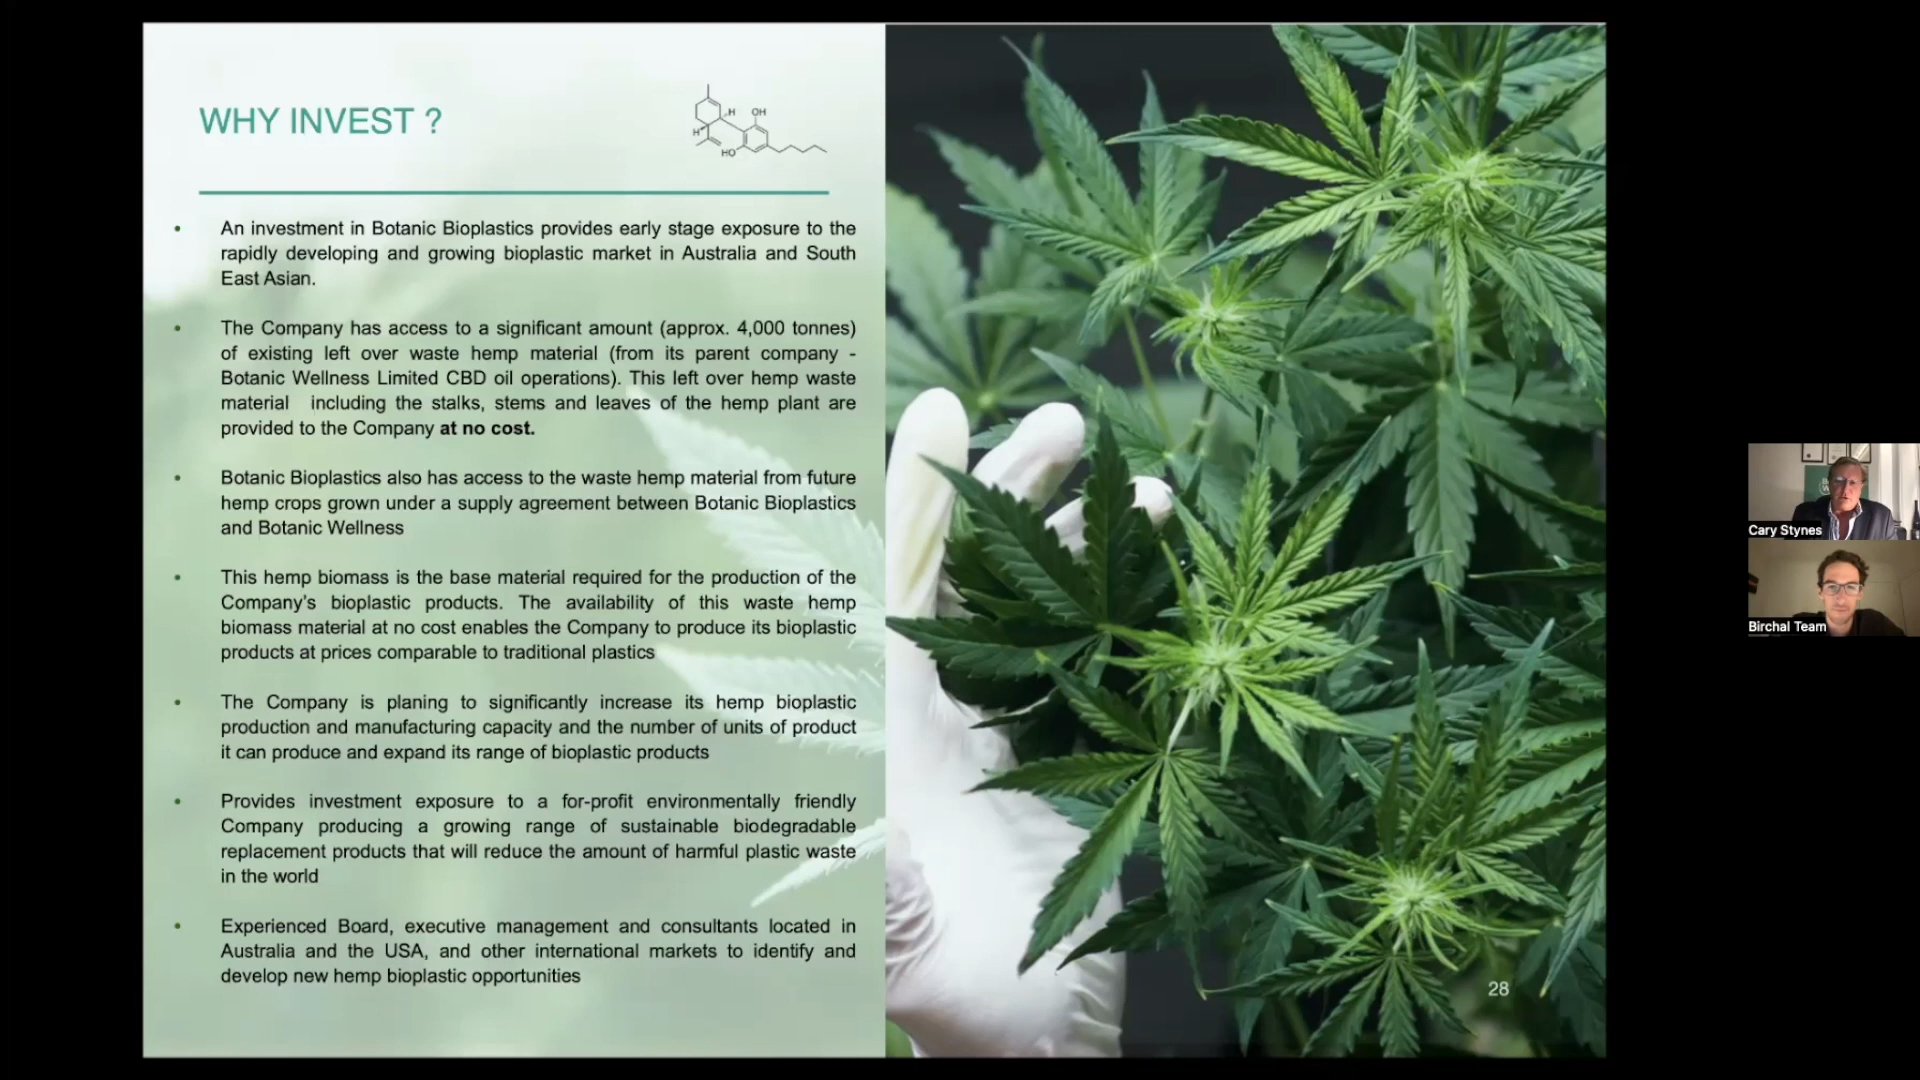 WHY INVEST ?
H
OH
H
HO
• An investment in Botanic Bioplastics provides early stage exposure to the
rapidly developing and growing bioplastic market in Australia and South
East Asian.
• The Company has access to a significant amount (approx. 4,000 tonnes)
of existing left over waste hemp material (from its parent company -
Botanic Wellness Limited CBD oil operations). This left over hemp waste
material including the stalks, stems and leaves of the hemp plant are
provided to the Company at no cost.
• Botanic Bioplastics also has access to the waste hemp material from future
hemp crops grown under a supply agreement between Botanic Bioplastics
and Botanic Wellness
• This hemp biomass is the base material required for the production of the
Company's bioplastic products. The availability of this waste hemp
biomass material at no cost enables the Company to produce its bioplastic
products at prices comparable to traditional plastics
• The Company is planing to significantly increase its hemp bioplastic
production and manufacturing capacity and the number of units of product
it can produce and expand its range of bioplastic products
• Provides investment exposure to a for-profit environmentally friendly
Company producing a growing range of sustainable biodegradable
replacement products that will reduce the amount of harmful plastic waste
in the world
• Experienced Board, executive management and consultants located in
Australia and the USA, and other international markets to identify and
develop new hemp bioplastic opportunities
28
Cary Stynes
Birchal Team